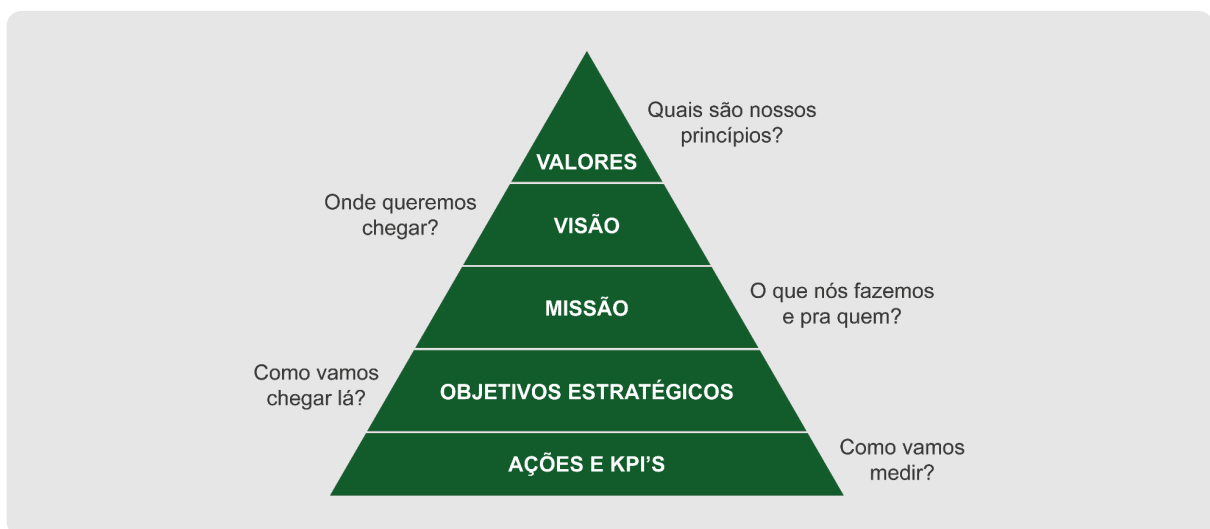 Quais são nossos
princípios?
VALORES
Onde queremos
chegar?
VISÃO
O que nós fazemos
e pra quem?
MISSÃO
Como vamos
chegar lá?
OBJETIVOS ESTRATÉGICOS
Como vamos
medir?
AÇÕES E KPI'S